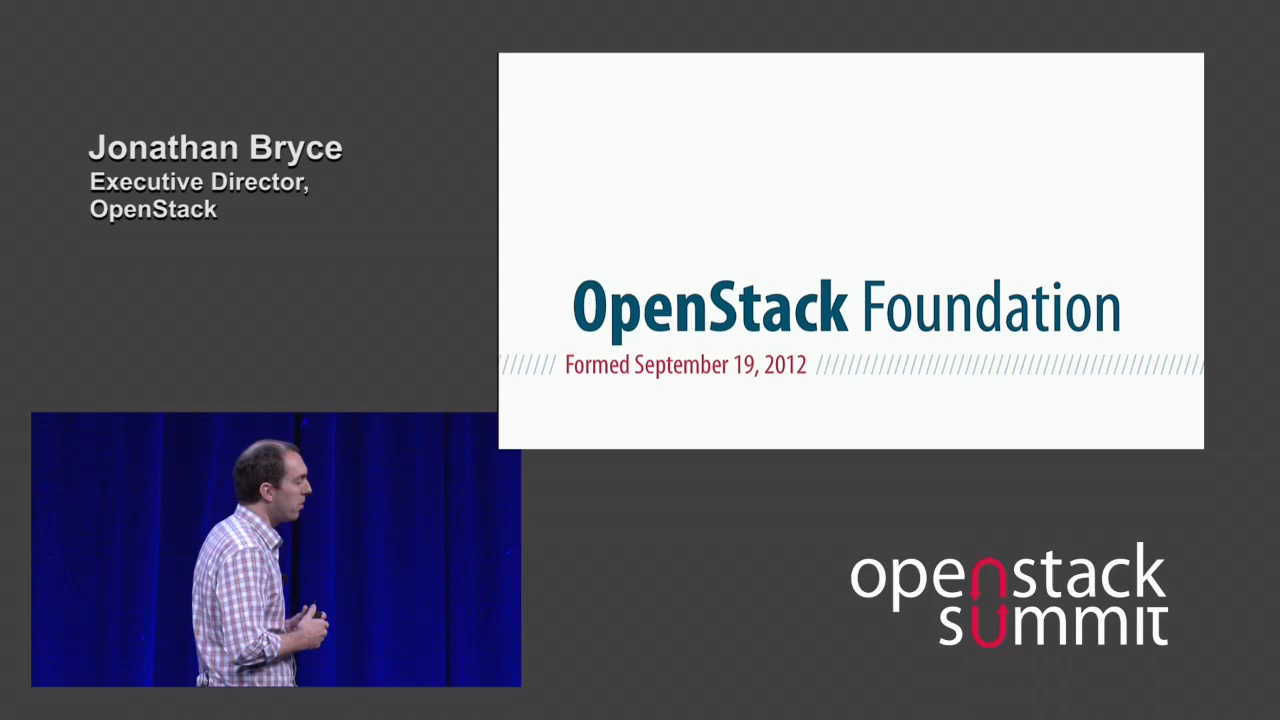 Jonathan Bryce
Executive Director,
OpenStack
OpenStack Foundation
Formed September 19, 2012
openstack
summit